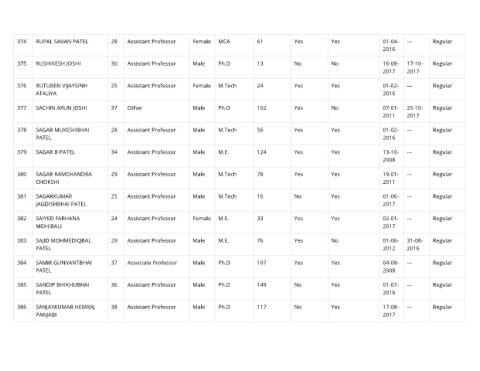 374 RUPAL SAVAN PATEL 28 Assistant Professor Female MCA 61 Yes Yes 01-04- --- Regular
2016
375 RUSHIKESH JOSHI 30 Assistant Professor Male Ph.D 13 No No 16-08- 17-10- Regular
2017 2017
376 RUTUBEN VIJAYSINH 25 Assistant Professor Female M.Tech 24 Yes Yes 01-02- --- Regular
ATALIYA 2016
377 SACHIN ARUN JOSHI 37 Other Male Ph.D 102 Yes No 07-01- 25-10- Regular
2011 2017
378 SAGAR MUKESHBHAI 28 Assistant Professor Male M.Tech 56 Yes Yes 01-02- --- Regular
PATEL 2016
379 SAGAR B PATEL 34 Assistant Professor Male M.E. 124 Yes Yes 13-10- --- Regular
2008
380 SAGAR RAMCHANDRA 29 Assistant Professor Male M.Tech 78 Yes Yes 19-01- --- Regular
CHOKSHI 2011
381 SAGARKUMAR 25 Assistant Professor Male M.Tech 16 No Yes 01-06- --- Regular
JAGDISHBHAI PATEL 2017
382 SAIYED FARHANA 24 Assistant Professor Female M.E. 33 Yes Yes 02-01- --- Regular
MOHIBALI 2017
383 SAJID MOHMEDIQBAL 29 Assistant Professor Male M.E. 76 Yes No 01-06- 31-08- Regular
PATEL 2012 2016
384 SAMIR GUNVANTBHAI 37 Associate Professor Male Ph.D 107 Yes Yes 04-08- --- Regular
PATEL 2008
385 SANDIP BHIKHUBHAI 36 Assistant Professor Male Ph.D 149 No Yes 01-07- --- Regular
PATEL 2016
386 SANJAYKUMAR HEMRAJ 38 Assistant Professor Male Ph.D 117 No Yes 17-08- --- Regular
PANJABI 2017